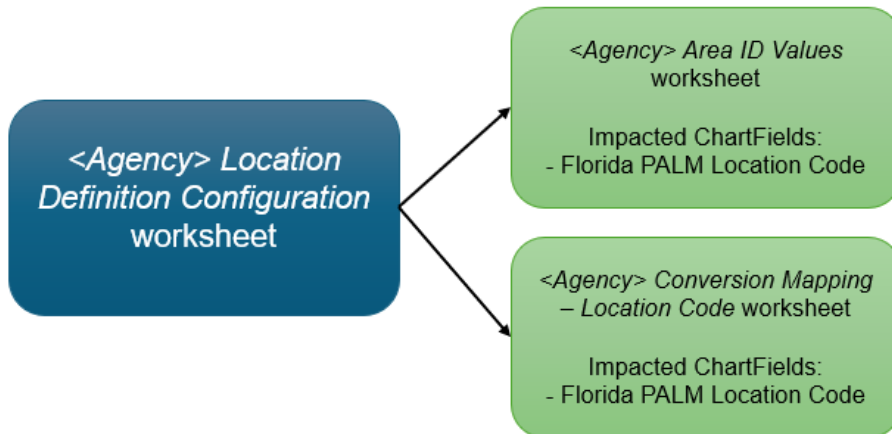 <Agency> Location
Definition Configuration
worksheet
<Agency> Area ID Values
worksheet
Impacted ChartFields:
- Florida PALM Location Code
<Agency> Conversion Mapping
– Location Code worksheet
Impacted ChartFields:
- Florida PALM Location Code